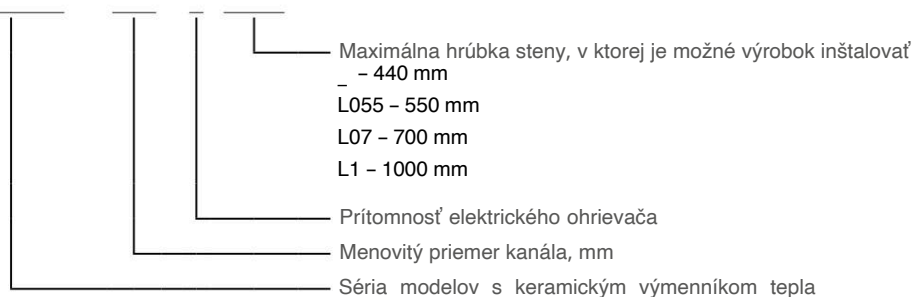 Maximálna hrúbka steny, v ktorej je možné výrobok inštalovať
_ – 440 mm
L055 – 550 mm
L07 – 700 mm
L1 – 1000 mm
Prítomnosť elektrického ohrievača
Menovitý priemer kanála, mm
Séria modelov s keramickým výmenníkom tepla